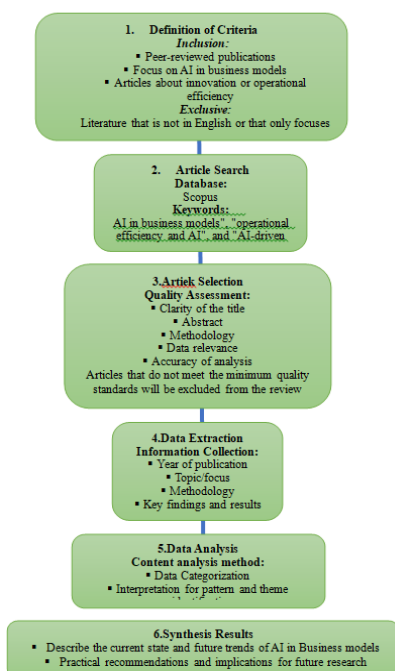 1. Definition of Criteria
Inclusion:
▪ Peer-reviewed publications
▪ Focus on AI in business models
▪ Articles about innovation or operational
efficiency
Exclusive:
Literature that is not in English or that only focuses
2. Article Search
Database:
Scopus
Keywords:
AI in business models", "operational
efficiency and AI", and "AI-driven
3.Artiek Selection
Quality Assessment:
▪ Clarity of the title
▪ Abstract
▪ Methodology
▪ Data relevance
▪ Accuracy of analysis
Articles that do not meet the minimum quality
standards will be excluded from the review
4.Data Extraction
Information Collection:
▪ Year of publication
▪ Topic/focus
▪ Methodology
▪ Key findings and results
5.Data Analysis
Content analysis method:
▪ Data Categorization
▪ Interpretation for pattern and theme
6.Synthesis Results
▪ Describe the current state and future trends of AI in Business models
▪ Practical recommendations and implications for future research